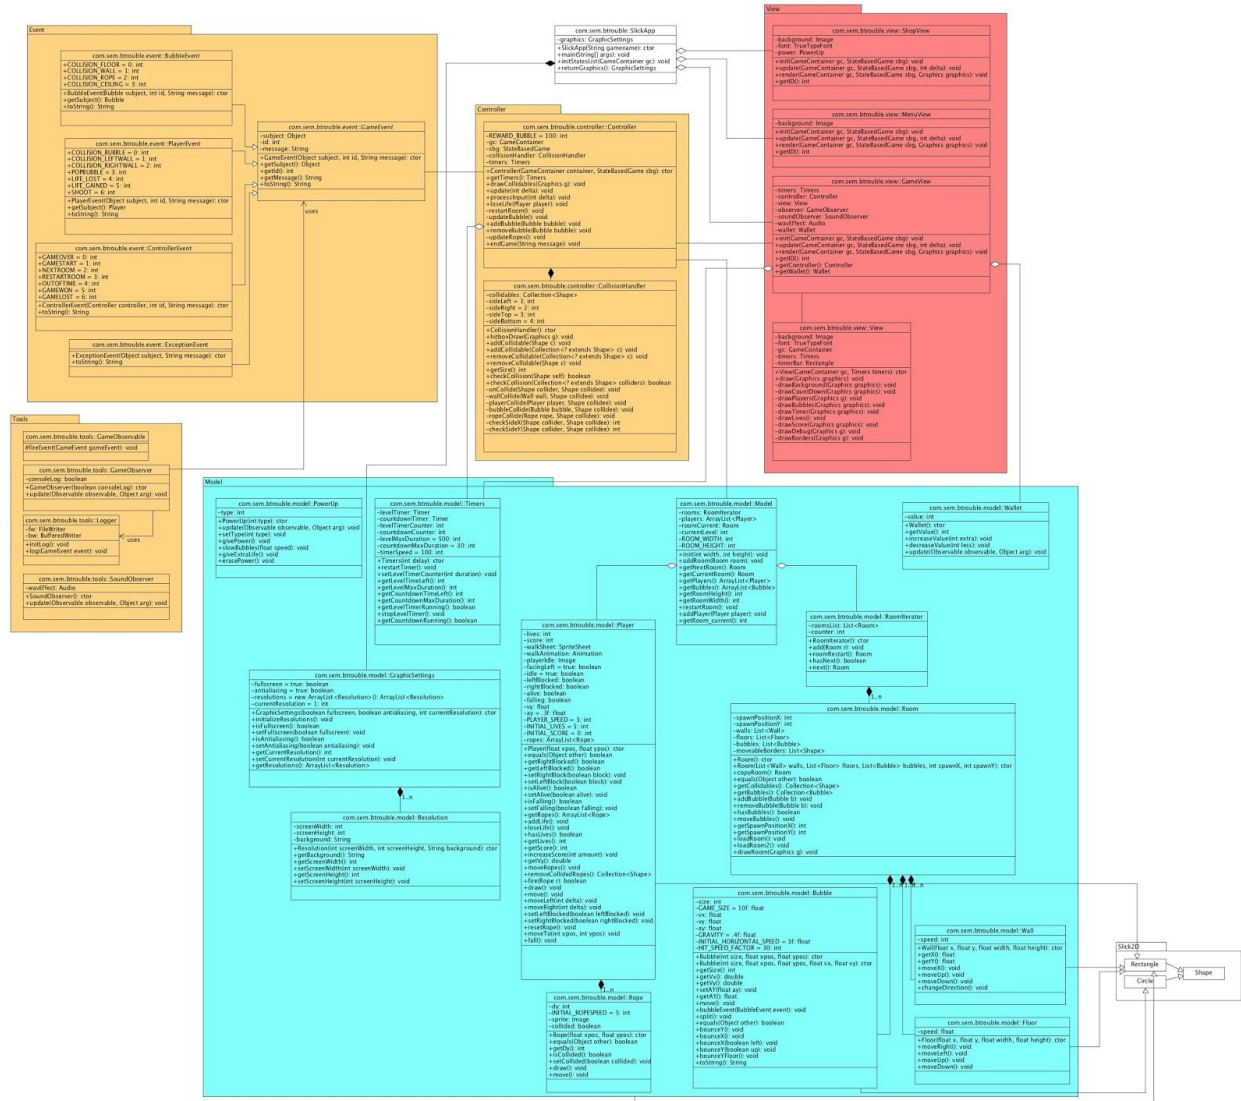 com.sem.btrouble::SlickApp
-graphics: GraphicSettings
+SlickApp(String gamename): ctor
+main(String[] args): void
+initStatesList(GameContainer gc): void
+returnGraphics(): GraphicSettings
Event
com.sem.btrouble.event::BubbleEvent
+COLLISION_FLOOR = 0: int
+COLLISION_WALL = 1: int
+COLLISION_ROPE = 2: int
+COLLISION_CEILING = 3: int
+BubbleEvent(Bubble subject, int id, String message): ctor
+getSubject(): Bubble
+toString(): String
com.sem.btrouble.event::PlayerEvent
+COLLISION_BUBBLE = 0: int
+COLLISION_LEFTWALL = 1: int
+COLLISION_RIGHTWALL = 2: int
+POPBUBBLE = 3: int
+LIFE_LOST = 4: int
+LIFE_GAINED = 5: int
+SHOOT = 6: int
+PlayerEvent(Object subject, int id, String message): ctor
+getSubject(): Player
+toString(): String
com.sem.btrouble.event::ControllerEvent
+GAMEOVER = 0: int
+GAMESTART = 1: int
+NEXTROOM = 2: int
+RESTARTROOM = 3: int
+OUTOFTIME = 4: int
+GAMEWON = 5: int
+GAMELOST = 6: int
+ControllerEvent(Controller controller, int id, String message): ctor
+toString(): String
com.sem.btrouble.event::ExceptionEvent
+ExceptionEvent(Object subject, String message): ctor
+toString(): String
com.sem.btrouble.event::GameEvent
-subject: Object
-id: int
-message: String
+GameEvent(Object subject, int id, String message): ctor
+getSubject(): Object
+getId(): int
+getMessage(): String
+toString(): String
uses
Controller
com.sem.btrouble.controller::Controller
-REWARD_BUBBLE = 100: int
-gc: GameContainer
-sbg: StateBasedGame
-collisionHandler: CollisionHandler
-timers: Timers
+Controller(GameContainer container, StateBasedGame sbg): ctor
+getTimers(): Timers
+drawCollidables(Graphics g): void
+update(int delta): void
+processInput(int delta): void
+loseLife(Player player): void
-restartRoom(): void
-updateBubble(): void
+addBubble(Bubble bubble): void
+removeBubble(Bubble bubble): void
-updateRopes(): void
+endGame(String message): void
com.sem.btrouble.controller::CollisionHandler
-collidables: Collection<Shape>
-sideLeft = 1: int
-sideRight = 2: int
-sideTop = 3: int
-sideBottom = 4: int
+CollisionHandler(): ctor
+hitboxDraw(Graphics g): void
+addCollidable(Shape c): void
+addCollidable(Collection<? extends Shape> c): void
+removeCollidable(Collection<? extends Shape> c): void
+removeCollidable(Shape c): void
+getSize(): int
+checkCollision(Shape self): boolean
+checkCollision(Collection<? extends Shape> colliders): boolean
-onCollide(Shape collider, Shape collidee): void
-wallCollide(Wall wall, Shape collidee): void
-playerCollide(Player player, Shape collidee): void
-bubbleCollide(Bubble bubble, Shape collidee): void
-ropeCollide(Rope rope, Shape collidee): void
-checkSideX(Shape collider, Shape collidee): int
-checkSideY(Shape collider, Shape collidee): int
View
com.sem.btrouble.view::ShopView
-background: Image
-font: TrueTypeFont
-power: PowerUp
+init(GameContainer gc, StateBasedGame sbg): void
+update(GameContainer gc, StateBasedGame sbg, int delta): void
+render(GameContainer gc, StateBasedGame sbg, Graphics graphics): void
+getID(): int
com.sem.btrouble.view::MenuView
-background: Image
+init(GameContainer gc, StateBasedGame sbg): void
+update(GameContainer gc, StateBasedGame sbg, int delta): void
+render(GameContainer gc, StateBasedGame sbg, Graphics graphics): void
+getID(): int
com.sem.btrouble.view::GameView
-timers: Timers
-controller: Controller
-view: View
-observer: GameObserver
-soundObserver: SoundObserver
-wavEffect: Audio
-wallet: Wallet
+init(GameContainer gc, StateBasedGame sbg): void
+update(GameContainer gc, StateBasedGame sbg, int delta): void
+render(GameContainer gc, StateBasedGame sbg, Graphics graphics): void
+getID(): int
+getController(): Controller
+getWallet(): Wallet
com.sem.btrouble.view::View
-background: Image
-font: TrueTypeFont
-gc: GameContainer
-timers: Timers
-timerBar: Rectangle
+View(GameContainer gc, Timers timers): ctor
+draw(Graphics graphics): void
-drawBackground(Graphics graphics): void
-drawCountDown(Graphics graphics): void
-drawPlayers(Graphics g): void
-drawBubbles(Graphics graphics): void
-drawTimer(Graphics graphics): void
-drawLives(): void
-drawScore(Graphics graphics): void
-drawDebug(Graphics g): void
-drawBorders(Graphics g): void
Tools
com.sem.btrouble.tools::GameObservable
#fireEvent(GameEvent gameEvent): void
com.sem.btrouble.tools::GameObserver
-consoleLog: boolean
+GameObserver(boolean consoleLog): ctor
+update(Observable observable, Object arg): void
com.sem.btrouble.tools::Logger
-fw: FileWriter
-bw: BufferedWriter
+initLog(): void
+log(GameEvent event): void
uses
com.sem.btrouble.tools::SoundObserver
-wavEffect: Audio
+SoundObserver(): ctor
+update(Observable observable, Object arg): void
Model
com.sem.btrouble.model::PowerUp
-type: int
+PowerUp(int type): ctor
+update(Observable observable, Object arg): void
+setType(int type): void
+givePower(): void
+slowBubbles(float speed): void
+giveExtraLife(): void
+erasePower(): void
com.sem.btrouble.model::Timers
-levelTimer: Timer
-countdownTimer: Timer
-levelTimerCounter: int
-countdownCounter: int
-levelMaxDuration = 500: int
-countdownMaxDuration = 30: int
-timerSpeed = 100: int
+Timers(int delay): ctor
+restartTimer(): void
+setLevelTimerCounter(int duration): void
+getLevelTimeLeft(): int
+getLevelMaxDuration(): int
+getCountdownTimeLeft(): int
+getCountdownMaxDuration(): int
+getLevelTimerRunning(): boolean
+stopLevelTimer(): void
+getCountdownRunning(): boolean
com.sem.btrouble.model::Model
-rooms: RoomIterator
-players: ArrayList<Player>
-roomCurrent: Room
-currentLevel: int
-ROOM_WIDTH: int
-ROOM_HEIGHT: int
+init(int width, int height): void
+addRoom(Room room): void
+getNextRoom(): Room
+getCurrentRoom(): Room
+getPlayers(): ArrayList<Player>
+getBubbles(): ArrayList<Bubble>
+getRoomHeight(): int
+getRoomWidth(): int
+restartRoom(): void
+addPlayer(Player player): void
+getRoom_current(): int
com.sem.btrouble.model::Wallet
-value: int
+Wallet(): ctor
+getValue(): int
+increaseValue(int extra): void
+decreaseValue(int less): void
+update(Observable observable, Object arg): void
com.sem.btrouble.model::RoomIterator
-roomsList: List<Room>
-counter: int
+RoomIterator(): ctor
+add(Room r): void
+roomRestart(): Room
+hasNext(): boolean
+next(): Room
1..n
com.sem.btrouble.model::Player
-lives: int
-score: int
-walkSheet: SpriteSheet
-walkAnimation: Animation
-playerIdle: Image
-facingLeft = true: boolean
-idle = true: boolean
-leftBlocked: boolean
-rightBlocked: boolean
-alive: boolean
-falling: boolean
-vy: float
-ay = .3F: float
-PLAYER_SPEED = 3: int
-INITIAL_LIVES = 5: int
-INITIAL_SCORE = 0: int
-ropes: ArrayList<Rope>
+Player(float xpos, float ypos): ctor
+equals(Object other): boolean
+getRightBlocked(): boolean
+getLeftBlocked(): boolean
+setRightBlock(boolean block): void
+setLeftBlock(boolean block): void
+isAlive(): boolean
+setAlive(boolean alive): void
+isFalling(): boolean
+setFalling(boolean falling): void
+getRopes(): ArrayList<Rope>
+addLife(): void
+loseLife(): void
+hasLives(): boolean
+getLives(): int
+getScore(): int
+increaseScore(int amount): void
+getVy(): double
+moveRopes(): void
+removeCollidedRopes(): Collection<Shape>
+fire(Rope r): boolean
+draw(): void
+move(): void
+moveLeft(int delta): void
+moveRight(int delta): void
+setLeftBlocked(boolean leftBlocked): void
+setRightBlocked(boolean rightBlocked): void
+resetRope(): void
+moveTo(int xpos, int ypos): void
+fall(): void
1..n
com.sem.btrouble.model::GraphicSettings
-fullscreen = true: boolean
-antialiasing = true: boolean
-resolutions = new ArrayList<Resolution>(): ArrayList<Resolution>
-currentResolution = 1: int
+GraphicSettings(boolean fullscreen, boolean antialiasing, int currentResolution): ctor
+initializeResolutions(): void
+isFullscreen(): boolean
+setFullscreen(boolean fullscreen): void
+isAntialiasing(): boolean
+setAntialiasing(boolean antialiasing): void
+getCurrentResolution(): int
+setCurrentResolution(int currentResolution): void
+getResolutions(): ArrayList<Resolution>
1..n
com.sem.btrouble.model::Resolution
-screenWidth: int
-screenHeight: int
-background: String
+Resolution(int screenWidth, int screenHeight, String background): ctor
+getBackground(): String
+getScreenWidth(): int
+setScreenWidth(int screenWidth): void
+getScreenHeight(): int
+setScreenHeight(int screenHeight): void
com.sem.btrouble.model::Room
-spawnPositionX: int
-spawnPositionY: int
-walls: List<Wall>
-floors: List<Floor>
-bubbles: List<Bubble>
-moveableBorders: List<Shape>
+Room(): ctor
+Room(List<Wall> walls, List<Floor> floors, List<Bubble> bubbles, int spawnX, int spawnY): ctor
+copyRoom(): Room
+equals(Object other): boolean
+getCollidables(): Collection<Shape>
+getBubbles(): Collection<Bubble>
+addBubble(Bubble b): void
+removeBubble(Bubble b): void
+hasBubbles(): boolean
+moveBubbles(): void
+getSpawnPositionX(): int
+getSpawnPositionY(): int
+loadRoom(): void
+loadRoom2(): void
+drawRoom(Graphics g): void
com.sem.btrouble.model::Rope
-dy: int
-INITIAL_ROPESPEED = 5: int
-sprite: Image
-collided: boolean
+Rope(float xpos, float ypos): ctor
+equals(Object other): boolean
+getDy(): int
+isCollided(): boolean
+setCollided(boolean collided): void
+draw(): void
+move(): void
com.sem.btrouble.model::Bubble
-size: int
-GAME_SIZE = 10f: float
-vx: float
-vy: float
-ay: float
-GRAVITY = .4f: float
-INITIAL_HORIZONTAL_SPEED = 3f: float
-HIT_SPEED_FACTOR = 30: int
+Bubble(int size, float xpos, float ypos): ctor
+Bubble(int size, float xpos, float ypos, float vx, float vy): ctor
+getSize(): int
+getVx(): double
+getVy(): double
+setAY(float ay): void
+getAY(): float
+move(): void
+bubbleEvent(BubbleEvent event): void
+split(): void
+equals(Object other): boolean
+bounceY(): void
+bounceX(): void
+bounceX(boolean left): void
+bounceY(boolean up): void
+bounceYFloor(): void
+toString(): String
com.sem.btrouble.model::Wall
-speed: int
+Wall(float x, float y, float width, float height): ctor
+getX(): float
+getY(): float
+moveX(): void
+moveUp(): void
+moveDown(): void
+changeDirection(): void
com.sem.btrouble.model::Floor
-speed: float
+Floor(float x, float y, float width, float height): ctor
+moveRight(): void
+moveLeft(): void
+moveUp(): void
+moveDown(): void
Slick2D
Rectangle
Circle
Shape